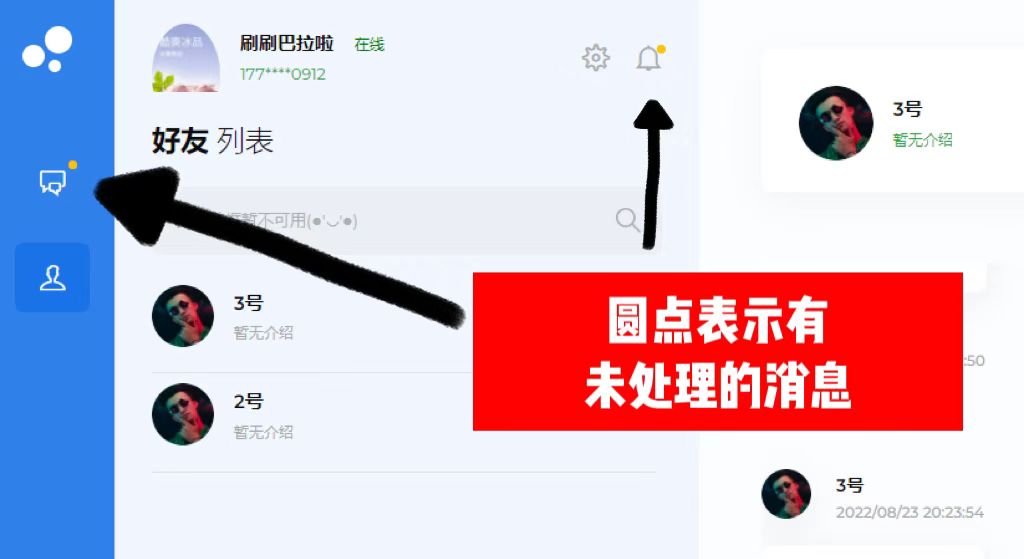 刷刷巴拉啦 在线
177****0912
好友 列表
暂不可用(●'◡'●)
3号
暂无介绍
2号
暂无介绍
圆点表示有
未处理的消息
3号
暂无介绍
:50
3号
2022/08/23 20:23:54